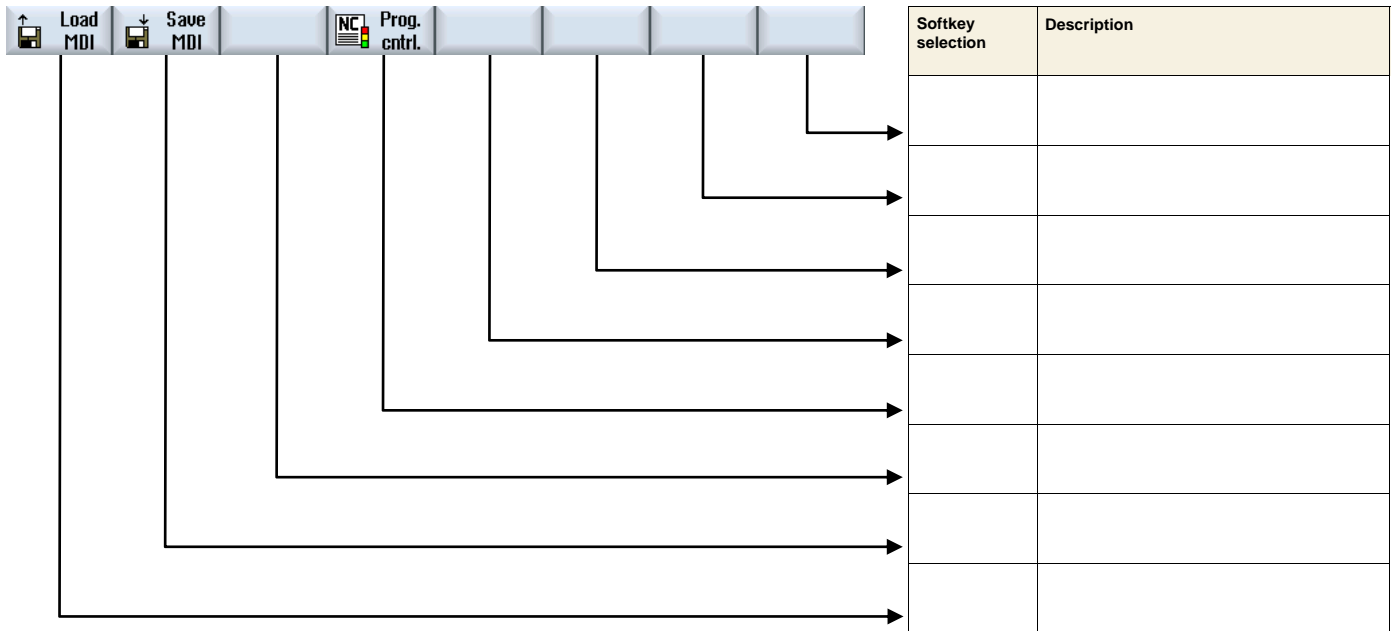 Load
MDI
Save
MDI
NC
Prog.
cntrl.
Softkey
selection
Description